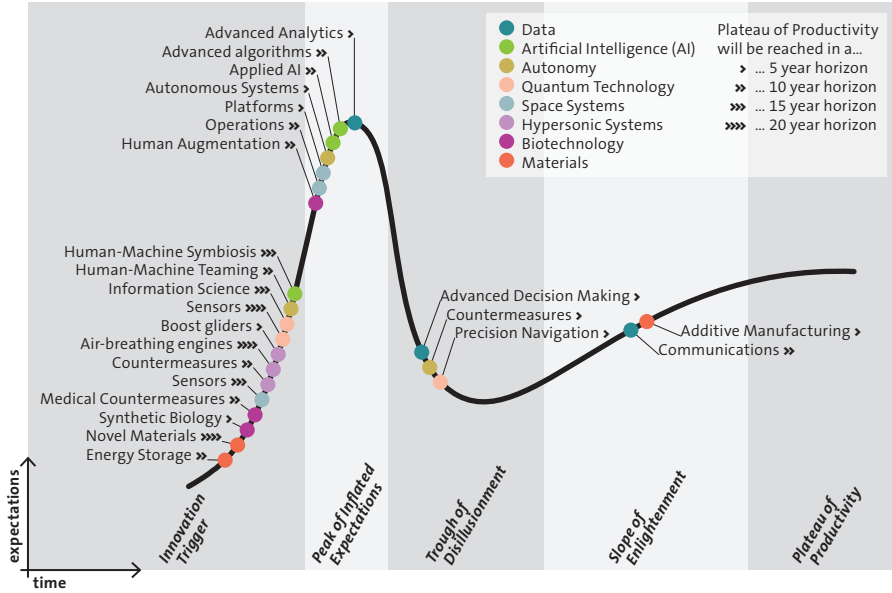 Advanced Analytics ›
Advanced algorithms ››
Applied AI ››
Autonomous Systems ›
Platforms ›
Operations ››
Human Augmentation ››
Human-Machine Symbiosis ›››
Human-Machine Teaming ››
Information Science ›››
Sensors ››››
Boost gliders ›
Air-breathing engines ››››
Countermeasures ››
Sensors ›››
Medical Countermeasures ››
Synthetic Biology ›
Novel Materials ››››
Energy Storage ››
Data
Artificial Intelligence (AI)
Autonomy
Quantum Technology
Space Systems
Hypersonic Systems
Biotechnology
Materials
Plateau of Productivity
will be reached in a...
› ... 5 year horizon
›› ... 10 year horizon
››› ... 15 year horizon
›››› ... 20 year horizon
Advanced Decision Making ›
Countermeasures ›
Precision Navigation ›
Additive Manufacturing ›
Communications ››
expectations
time
Innovation
Trigger
Peak of Inflated
Expectations
Trough of
Disillusionment
Slope of
Enlightenment
Plateau of
Productivity